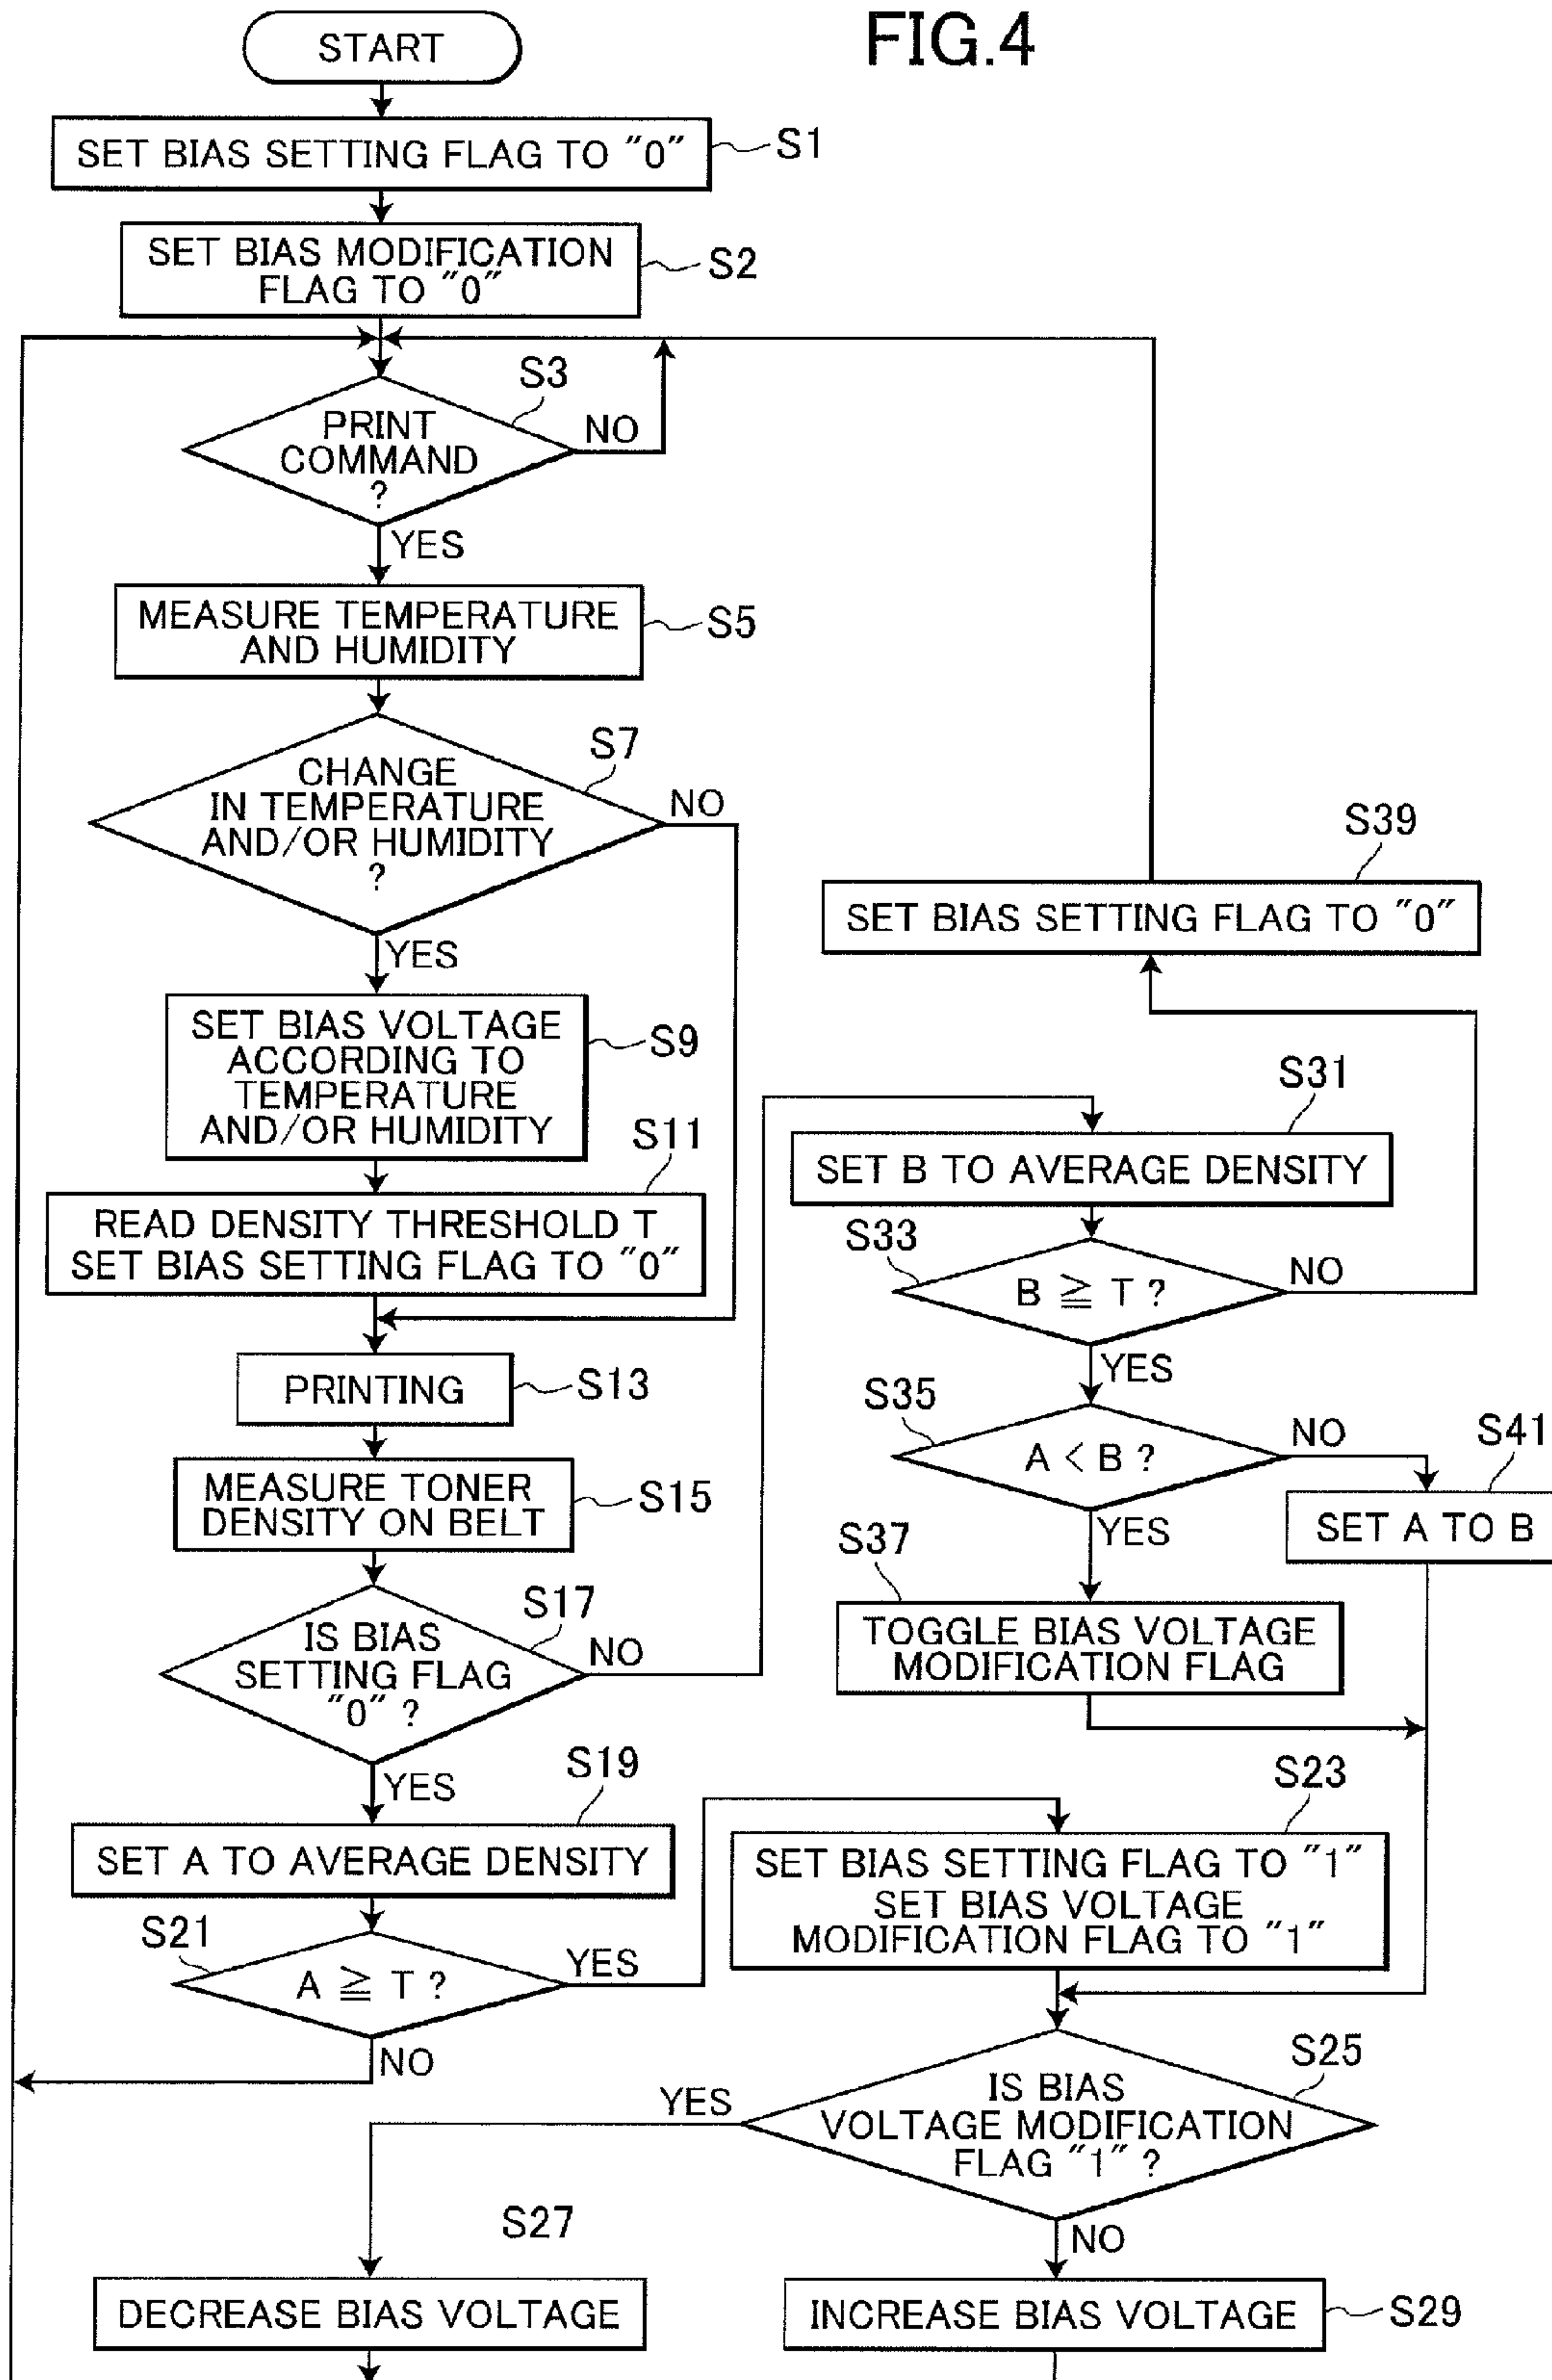 FIG.4
START
SET BIAS SETTING FLAG TO "0"
S1
SET BIAS MODIFICATION
FLAG TO "0"
S2
S3
PRINT
COMMAND
?
NO
YES
MEASURE TEMPERATURE
AND HUMIDITY
S5
S7
CHANGE
IN TEMPERATURE
AND/OR HUMIDITY
?
NO
YES
SET BIAS VOLTAGE
ACCORDING TO
TEMPERATURE
AND/OR HUMIDITY
S9
S11
READ DENSITY THRESHOLD T
SET BIAS SETTING FLAG TO "0"
PRINTING
S13
MEASURE TONER
DENSITY ON BELT
S15
S17
IS BIAS
SETTING FLAG
"0" ?
NO
YES
S19
SET A TO AVERAGE DENSITY
S21
A ≧ T ?
YES
NO
S39
SET BIAS SETTING FLAG TO "0"
S31
SET B TO AVERAGE DENSITY
S33
B ≧ T ?
NO
YES
S35
A < B ?
NO
YES
S41
SET A TO B
S37
TOGGLE BIAS VOLTAGE
MODIFICATION FLAG
S23
SET BIAS SETTING FLAG TO "1"
SET BIAS VOLTAGE
MODIFICATION FLAG TO "1"
S25
IS BIAS
VOLTAGE MODIFICATION
FLAG "1" ?
YES
NO
S27
DECREASE BIAS VOLTAGE
INCREASE BIAS VOLTAGE
S29